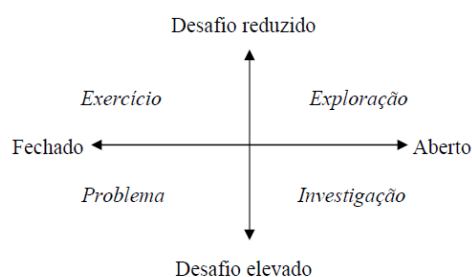 Desafio reduzido
Exercício Exploração
Fechado Aberto
Problema Investigação
Desafio elevado